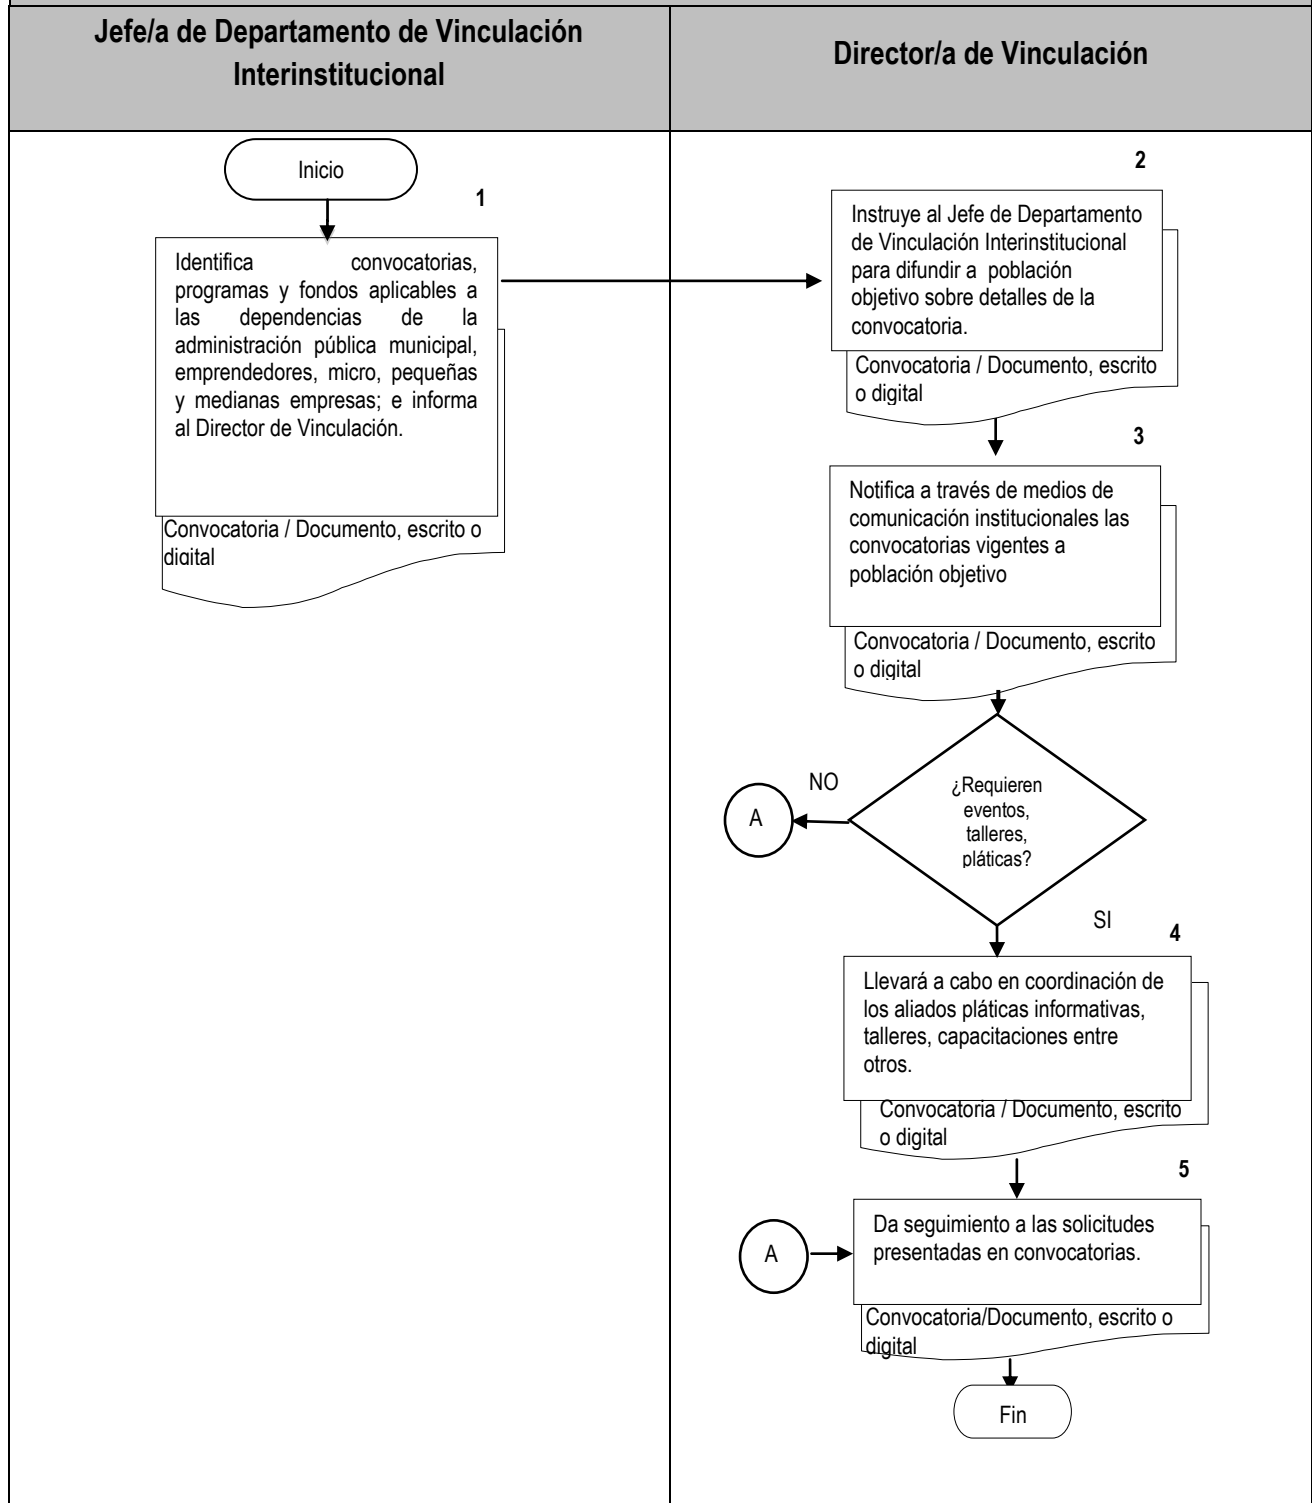 Jefe/a de Departamento de Vinculación
Interinstitucional
Director/a de Vinculación
Inicio
1
Identifica convocatorias,
programas y fondos aplicables a
las dependencias de la
administración pública municipal,
emprendedores, micro, pequeñas
y medianas empresas; e informa
al Director de Vinculación.
Convocatoria / Documento, escrito o
digital
2
Instruye al Jefe de Departamento
de Vinculación Interinstitucional
para difundir a población
objetivo sobre detalles de la
convocatoria.
Convocatoria / Documento, escrito
o digital
3
Notifica a través de medios de
comunicación institucionales las
convocatorias vigentes a
población objetivo
Convocatoria / Documento, escrito
o digital
¿Requieren
eventos,
talleres,
pláticas?
NO
A
SI
4
Llevará a cabo en coordinación de
los aliados pláticas informativas,
talleres, capacitaciones entre
otros.
Convocatoria / Documento, escrito
o digital
5
A
Da seguimiento a las solicitudes
presentadas en convocatorias.
Convocatoria/Documento, escrito o
digital
Fin